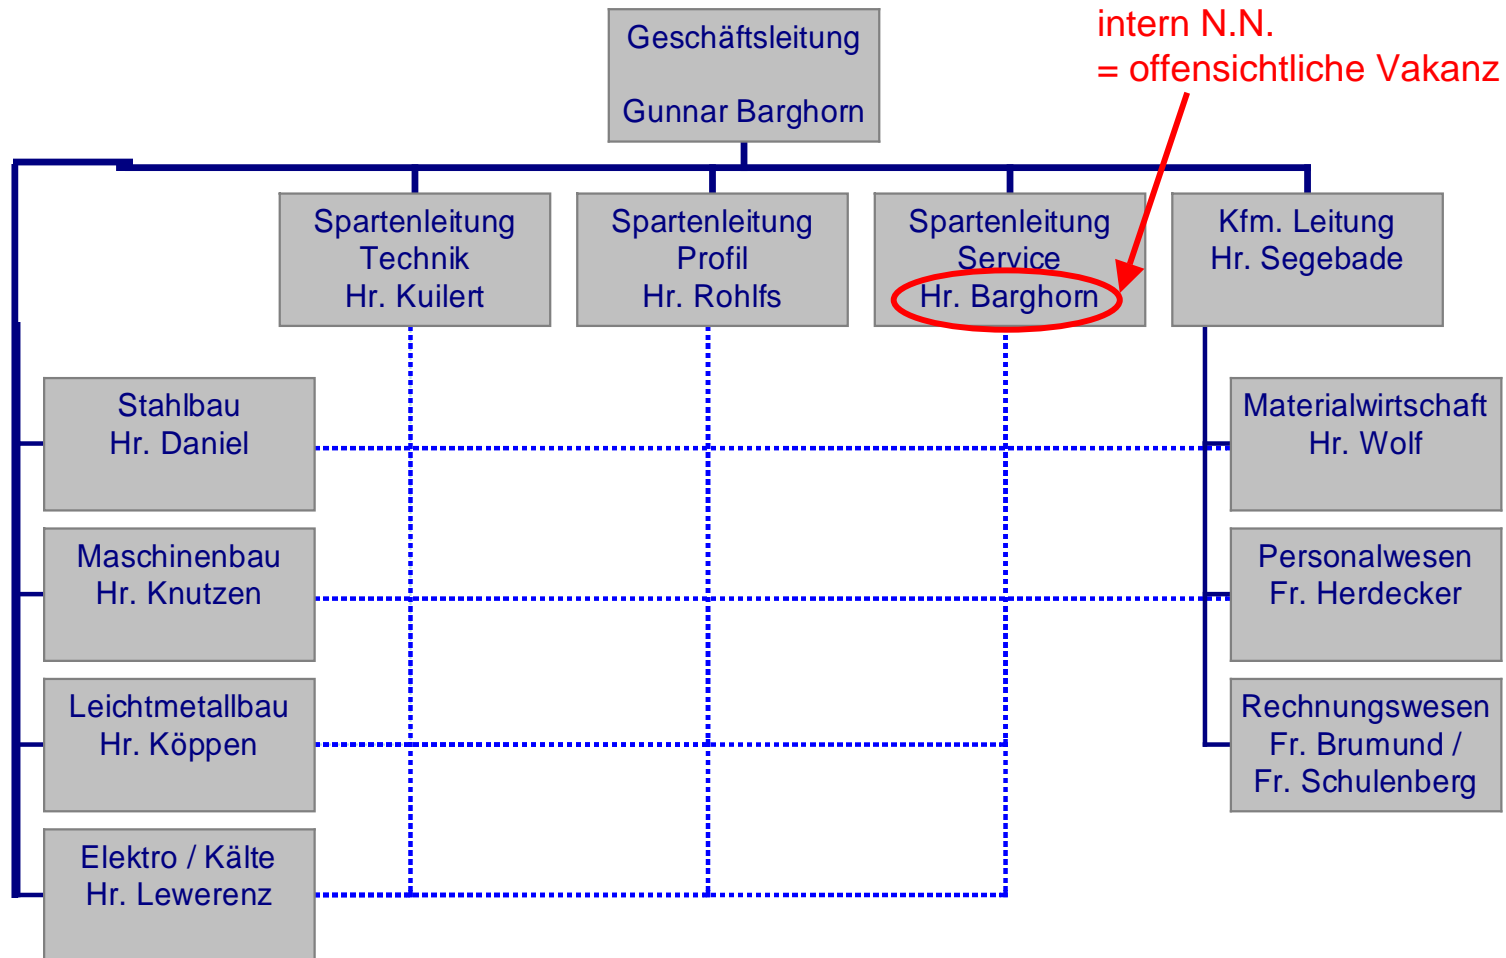 Geschäftsleitung
Gunnar Barghorn
intern N.N.
= offensichtliche Vakanz
Spartenleitung
Technik
Hr. Kuilert
Spartenleitung
Profil
Hr. Rohlfs
Spartenleitung
Service
Hr. Barghorn
Kfm. Leitung
Hr. Segebade
Stahlbau
Hr. Daniel
Materialwirtschaft
Hr. Wolf
Maschinenbau
Hr. Knutzen
Personalwesen
Fr. Herdecker
Leichtmetallbau
Hr. Köppen
Rechnungswesen
Fr. Brumund /
Fr. Schulenberg
Elektro / Kälte
Hr. Lewerenz